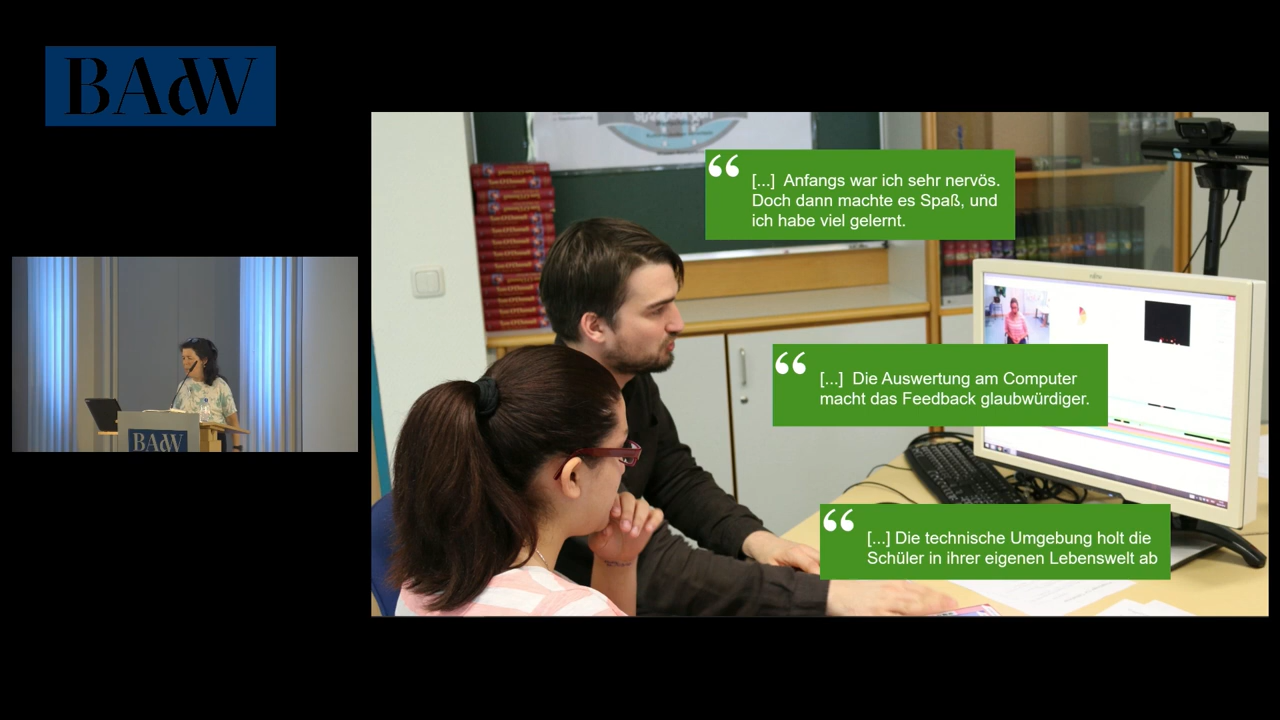 BAdW
[...] Anfangs war ich sehr nervös.
Doch dann machte es Spaß, und
ich habe viel gelernt.
[...] Die Auswertung am Computer
macht das Feedback glaubwürdiger.
[...] Die technische Umgebung holt die
Schüler in ihrer eigenen Lebenswelt ab
BAdW